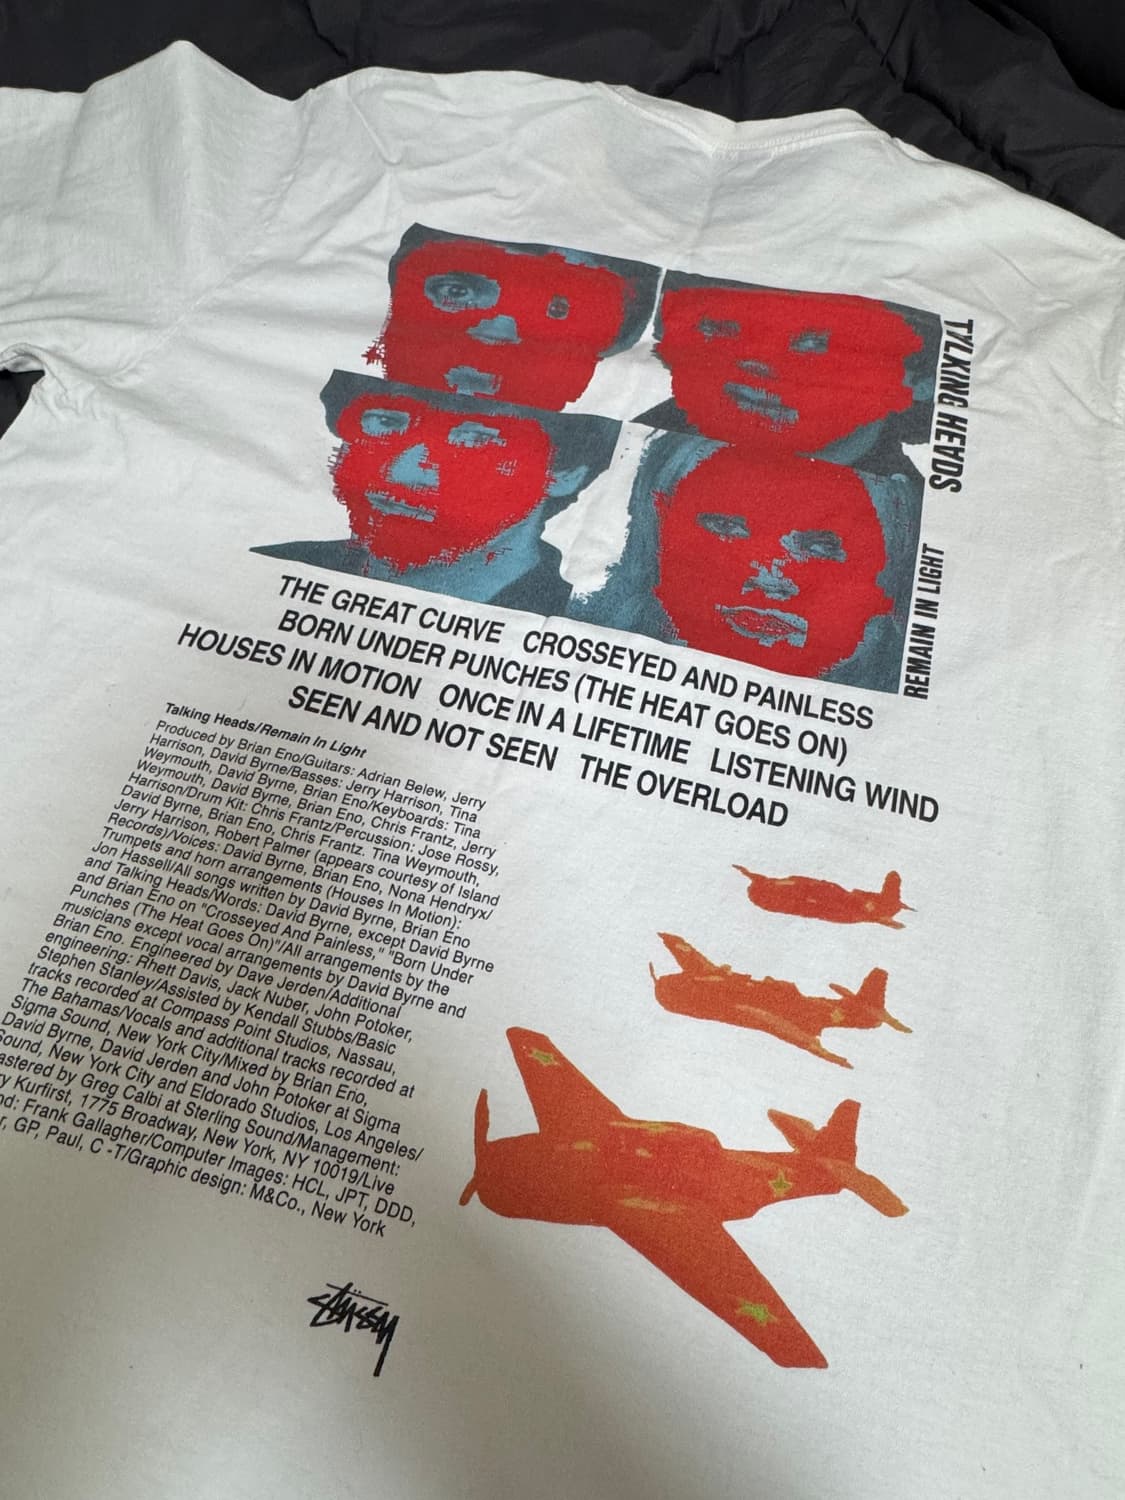 TALKING HEADS
REMAIN IN LIGHT
THE GREAT CURVE CROSSEYED AND PAINLESS
BORN UNDER PUNCHES (THE HEAT GOES ON)
HOUSES IN MOTION ONCE IN A LIFETIME LISTENING WIND
SEEN AND NOT SEEN THE OVERLOAD
Talking Heads/Remain In Light
Produced by Brian Eno/Guitars: Adrian Belew, Jerry
Harrison, David Byrne/Basses: Jerry Harrison, Tina
Weymouth, David Byrne, Brian Eno/Keyboards: Tina
Weymouth, David Byrne, Brian Eno, Chris Frantz, Jerry
Harrison/Drum Kit: Chris Frantz/Percussion: Jose Rossy,
David Byrne, Brian Eno, Chris Frantz. Tina Weymouth,
Jerry Harrison, Robert Palmer (appears courtesy of Island
Records)/Voices: David Byrne, Brian Eno, Nona Hendryx/
Trumpets and horn arrangements (Houses In Motion):
Jon Hassell/All songs written by David Byrne, Brian Eno
and Talking Heads/Words: David Byrne, except David Byrne
and Brian Eno on "Crosseyed And Painless," "Born Under
Punches (The Heat Goes On)"/All arrangements by the
musicians except vocal arrangements by David Byrne and
Brian Eno. Engineered by Dave Jerden/Additional
engineering: Rhett Davis, Jack Nuber, John Potoker,
Stephen Stanley/Assisted by Kendall Stubbs/Basic
tracks recorded at Compass Point Studios, Nassau,
The Bahamas/Vocals and additional tracks recorded at
Sigma Sound, New York City/Mixed by Brian Eno,
David Byrne, David Jerden and John Potoker at Sigma
Sound, New York City and Eldorado Studios, Los Angeles/
by Greg Calbi at Sterling Sound/Management:
Kurfirst, 1775 Broadway, New York, NY 10019/Live
Frank Gallagher/Computer Images: HCL, JPT, DDD,
GP, Paul, C -T/Graphic design: M&Co., New York
Stüssy